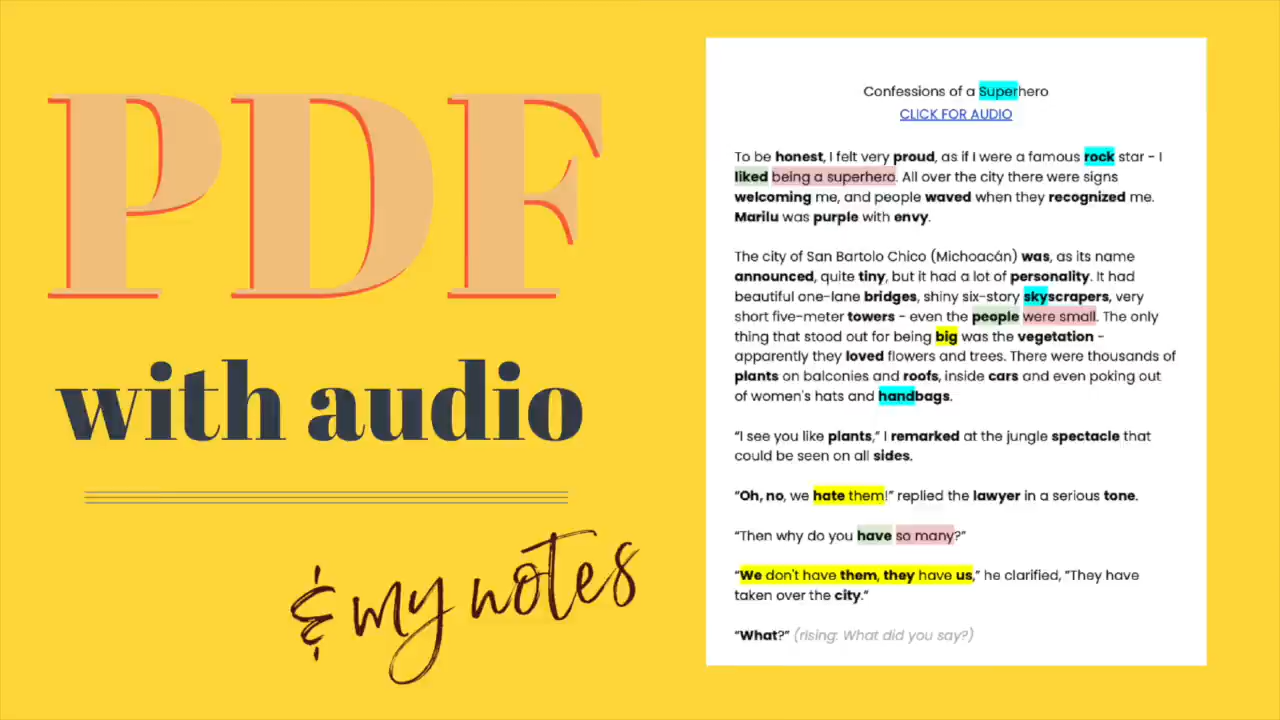 PDF
with audio
& my notes
Confessions of a Superhero
CLICK FOR AUDIO
To be honest, I felt very proud, as if I were a famous rock star - I
liked being a superhero. All over the city there were signs
welcoming me, and people waved when they recognized me.
Marilu was purple with envy.
The city of San Bartolo Chico (Michoacán) was, as its name
announced, quite tiny, but it had a lot of personality. It had
beautiful one-lane bridges, shiny six-story skyscrapers, very
short five-meter towers - even the people were small. The only
thing that stood out for being big was the vegetation -
apparently they loved flowers and trees. There were thousands of
plants on balconies and roofs, inside cars and even poking out
of women's hats and handbags.
“I see you like plants,” I remarked at the jungle spectacle that
could be seen on all sides.
“Oh, no, we hate them!” replied the lawyer in a serious tone.
“Then why do you have so many?”
“We don't have them, they have us,” he clarified, “They have
taken over the city.”
“What?” (rising: What did you say?)